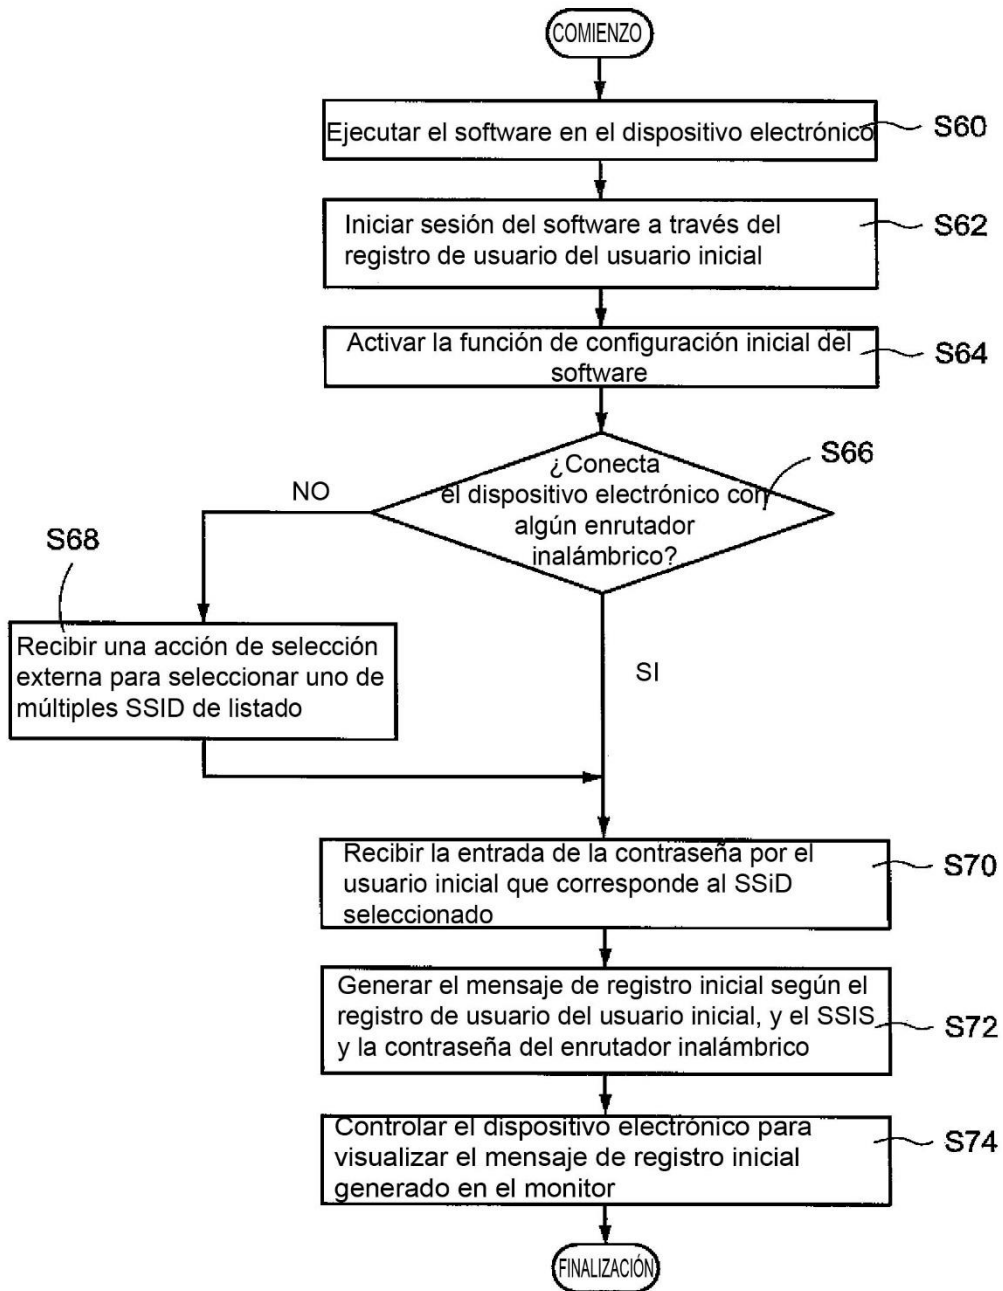 COMIENZO
Ejecutar el software en el dispositivo electrónico
S60
Iniciar sesión del software a través del
registro de usuario del usuario inicial
S62
Activar la función de configuración inicial del
software
S64
¿Conecta
el dispositivo electrónico con
algún enrutador
inalámbrico?
S66
NO
S68
Recibir una acción de selección
externa para seleccionar uno de
múltiples SSID de listado
SI
Recibir la entrada de la contraseña por el
usuario inicial que corresponde al SSiD
seleccionado
S70
Generar el mensaje de registro inicial según el
registro de usuario del usuario inicial, y el SSIS
y la contraseña del enrutador inalámbrico
S72
Controlar el dispositivo electrónico para
visualizar el mensaje de registro inicial
generado en el monitor
S74
FINALIZACIÓN